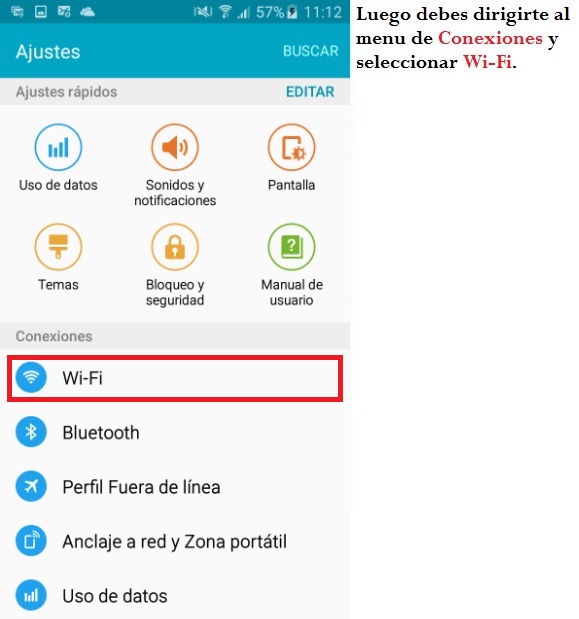 57% 11:12
Ajustes BUSCAR
Ajustes rápidos EDITAR
Uso de datos
Sonidos y
notificaciones
Pantalla
Temas
Bloqueo y
seguridad
Manual de
usuario
Conexiones
Wi-Fi
Bluetooth
Perfil Fuera de línea
Anclaje a red y Zona portátil
Uso de datos
Luego debes dirigirte al
menu de Conexiones y
seleccionar Wi-Fi.